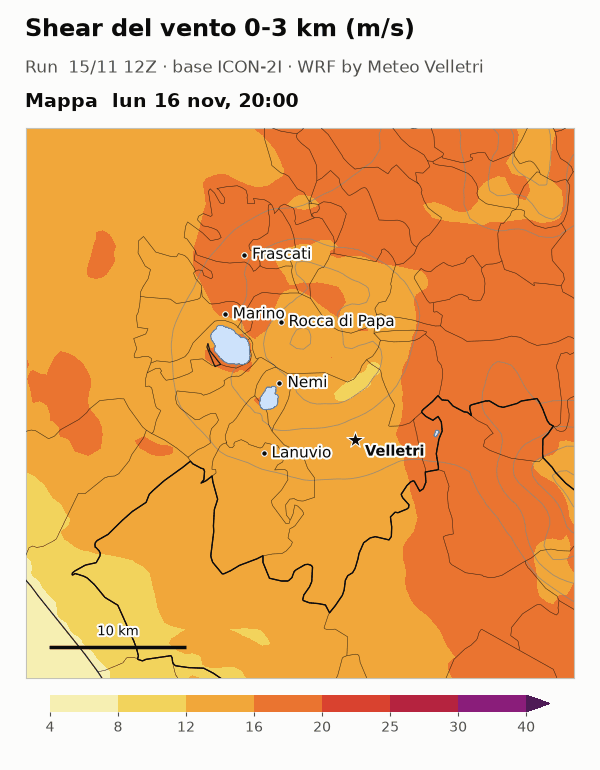 Shear del vento 0-3 km (m/s)
Run  15/11 12Z · base ICON-2I · WRF by Meteo Velletri
Mappa  lun 16 nov, 20:00
Frascati
Marino
Rocca di Papa
Nemi
Velletri
Lanuvio
10 km
4 8 12 16 20 25 30 40